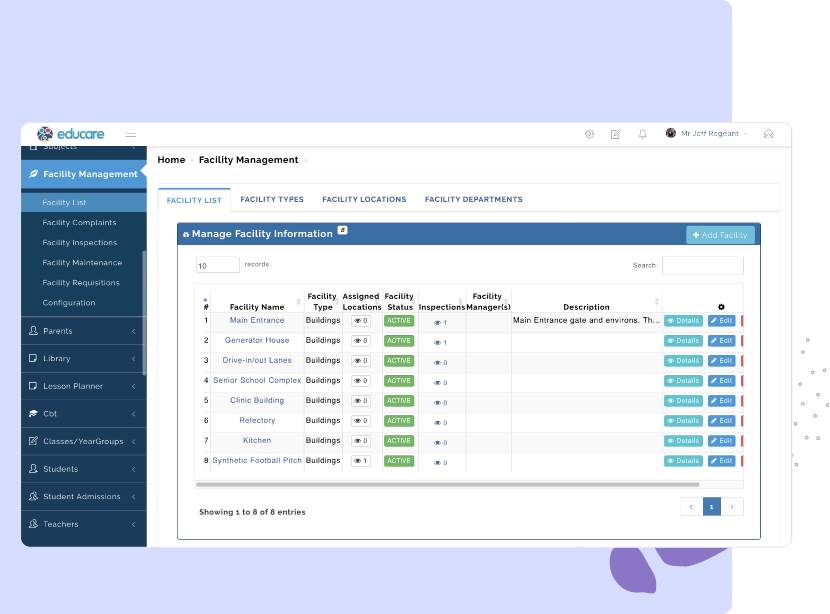 educare
Mr Jeff Regeant
Subjects
Facility Management
Facility List
Facility Complaints
Facility Inspections
Facility Maintenance
Facility Requisitions
Configuration
Parents
Library
Lesson Planner
Cbt
Classes/YearGroups
Students
Student Admissions
Teachers
Home Facility Management
FACILITY LIST FACILITY TYPES FACILITY LOCATIONS FACILITY DEPARTMENTS
Manage Facility Information 8
Add Facility
10 records
Search:
# Facility Name Facility Type Assigned Locations Facility Status Inspections Facility Manager(s) Description
1 Main Entrance Buildings 0 ACTIVE 1 Main Entrance gate and environs. Th... Details Edit
2 Generator House Buildings 0 ACTIVE 1 Details Edit
3 Drive-in/out Lanes Buildings 0 ACTIVE 0 Details Edit
4 Senior School Complex Buildings 0 ACTIVE 0 Details Edit
5 Clinic Building Buildings 0 ACTIVE 0 Details Edit
6 Refectory Buildings 0 ACTIVE 0 Details Edit
7 Kitchen Buildings 0 ACTIVE 0 Details Edit
8 Synthetic Football Pitch Buildings 1 ACTIVE 0 Details Edit
Showing 1 to 8 of 8 entries
‹ 1 ›